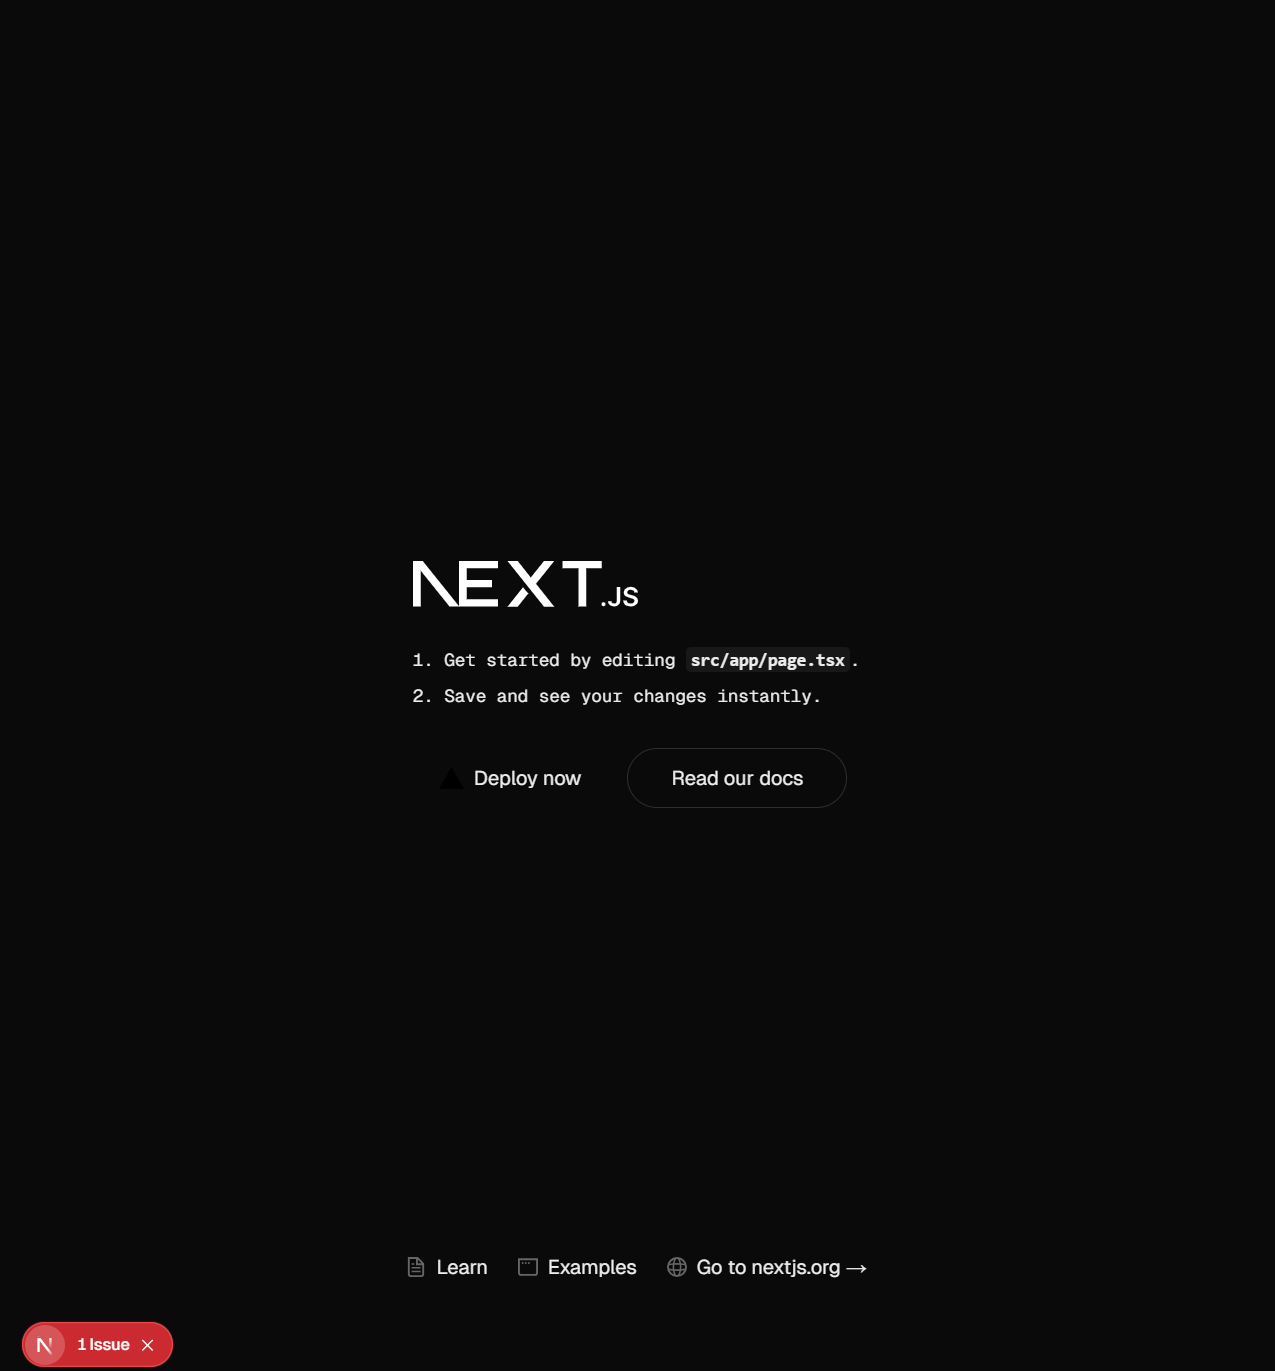 NEXT.JS
1. Get started by editing src/app/page.tsx.
2. Save and see your changes instantly.
Deploy now
Read our docs
Learn
Examples
Go to nextjs.org →
N
1 Issue